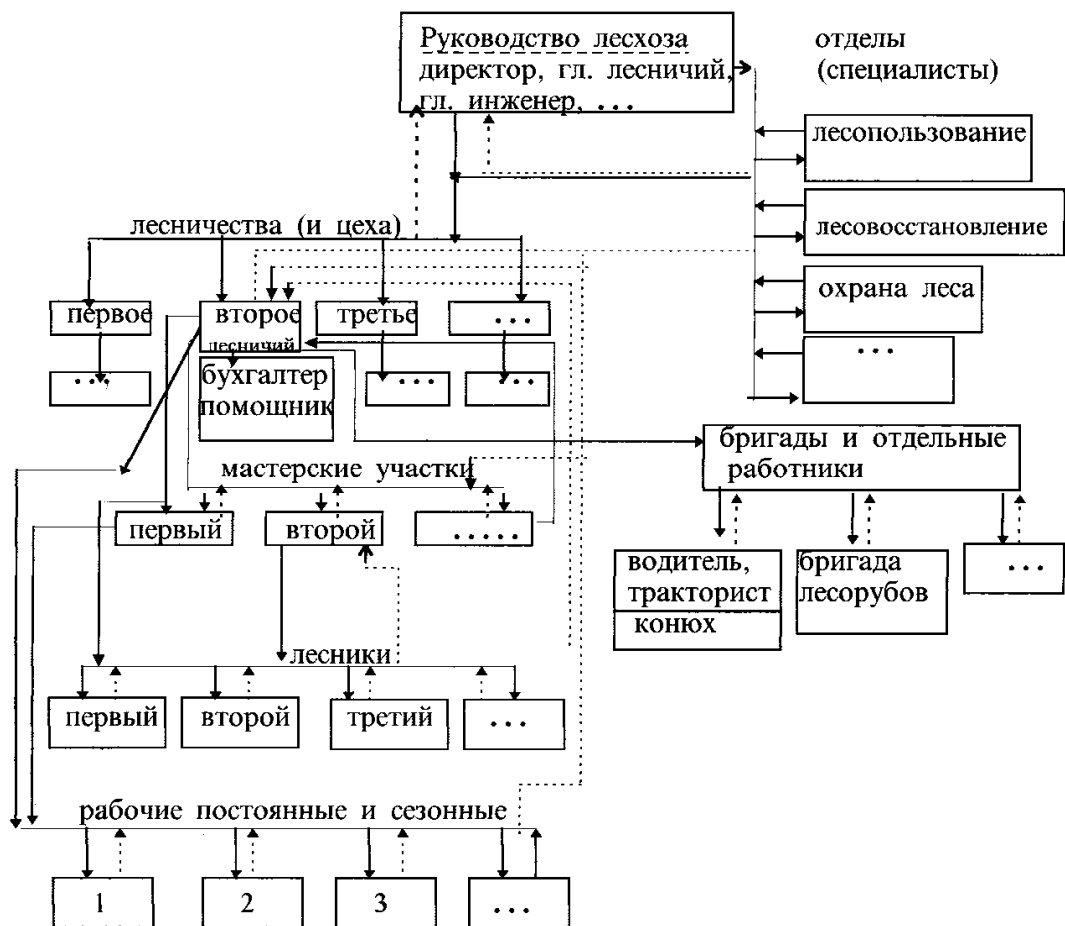 Руководство лесхоза
директор, гл. лесничий,
гл. инженер, ...
отделы
(специалисты)
лесопользование
лесовосстановление
охрана леса
...
лесничества (и цеха)
первое
второе
лесничий
третье
...
...
бухгалтер
помощник
...
...
бригады и отдельные
работники
мастерские участки
первый
второй
.....
водитель,
тракторист
конюх
бригада
лесорубов
...
лесники
первый
второй
третий
...
рабочие постоянные и сезонные
1
2
3
...